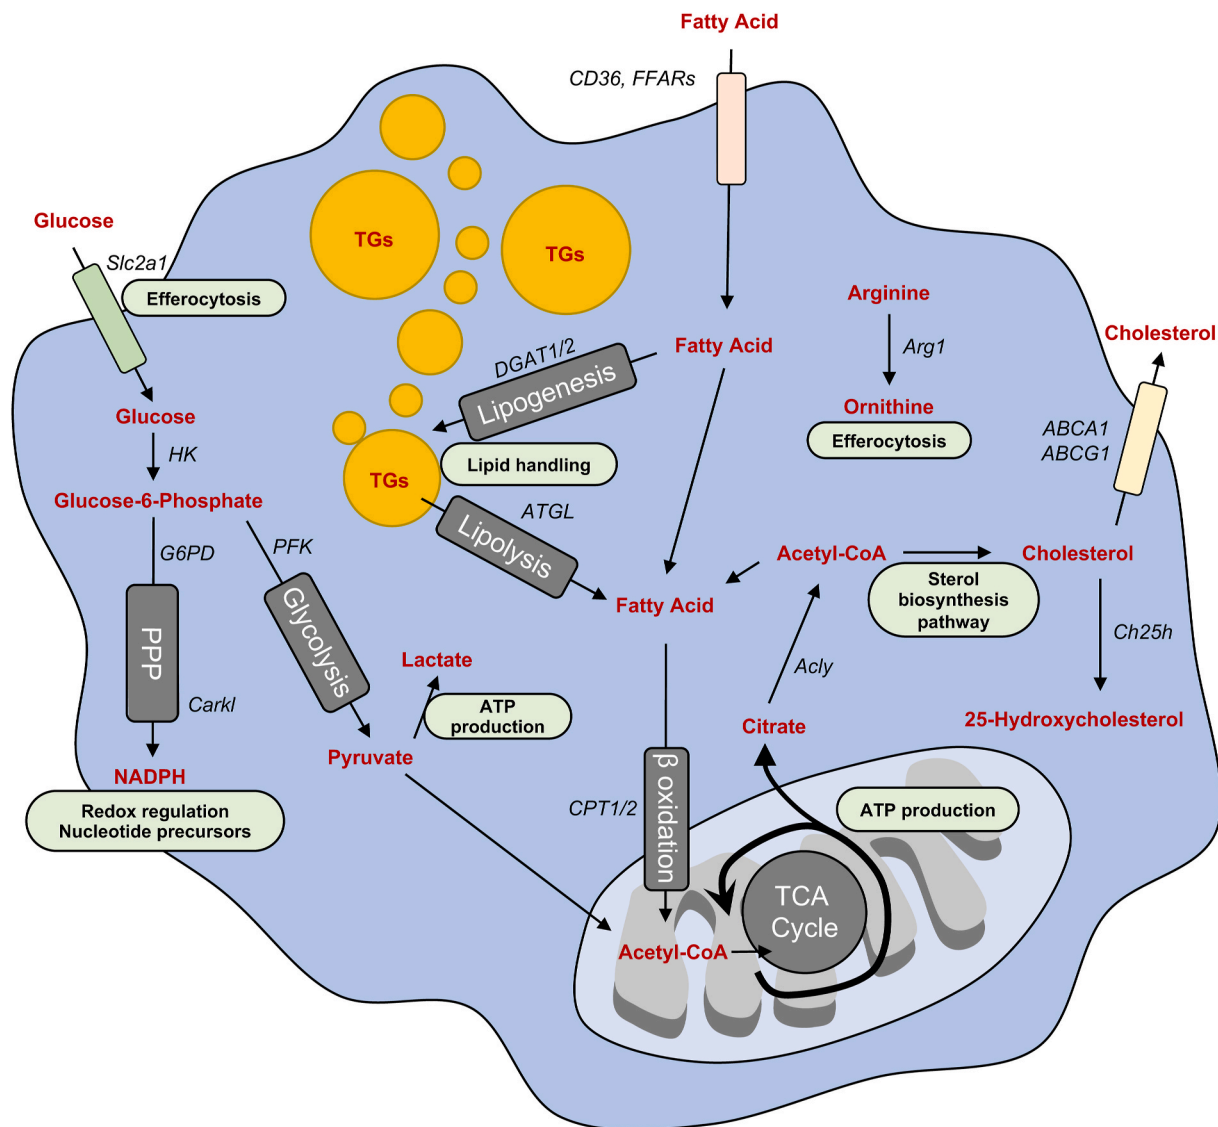 Fatty Acid
CD36, FFARs
Glucose
Slc2a1
Efferocytosis
TGs
TGs
Arginine
Arg1
Ornithine
Efferocytosis
Cholesterol
ABCA1
ABCG1
Fatty Acid
DGAT1/2
Lipogenesis
Lipid handling
TGs
ATGL
Lipolysis
Glucose
HK
Glucose-6-Phosphate
G6PD
PFK
PPP
Glycolysis
Carkl
NADPH
Redox regulation
Nucleotide precursors
Lactate
ATP
production
Pyruvate
Fatty Acid
Acetyl-CoA
Sterol
biosynthesis
pathway
Cholesterol
Ch25h
25-Hydroxycholesterol
Acly
Citrate
CPT1/2
β oxidation
ATP production
TCA
Cycle
Acetyl-CoA